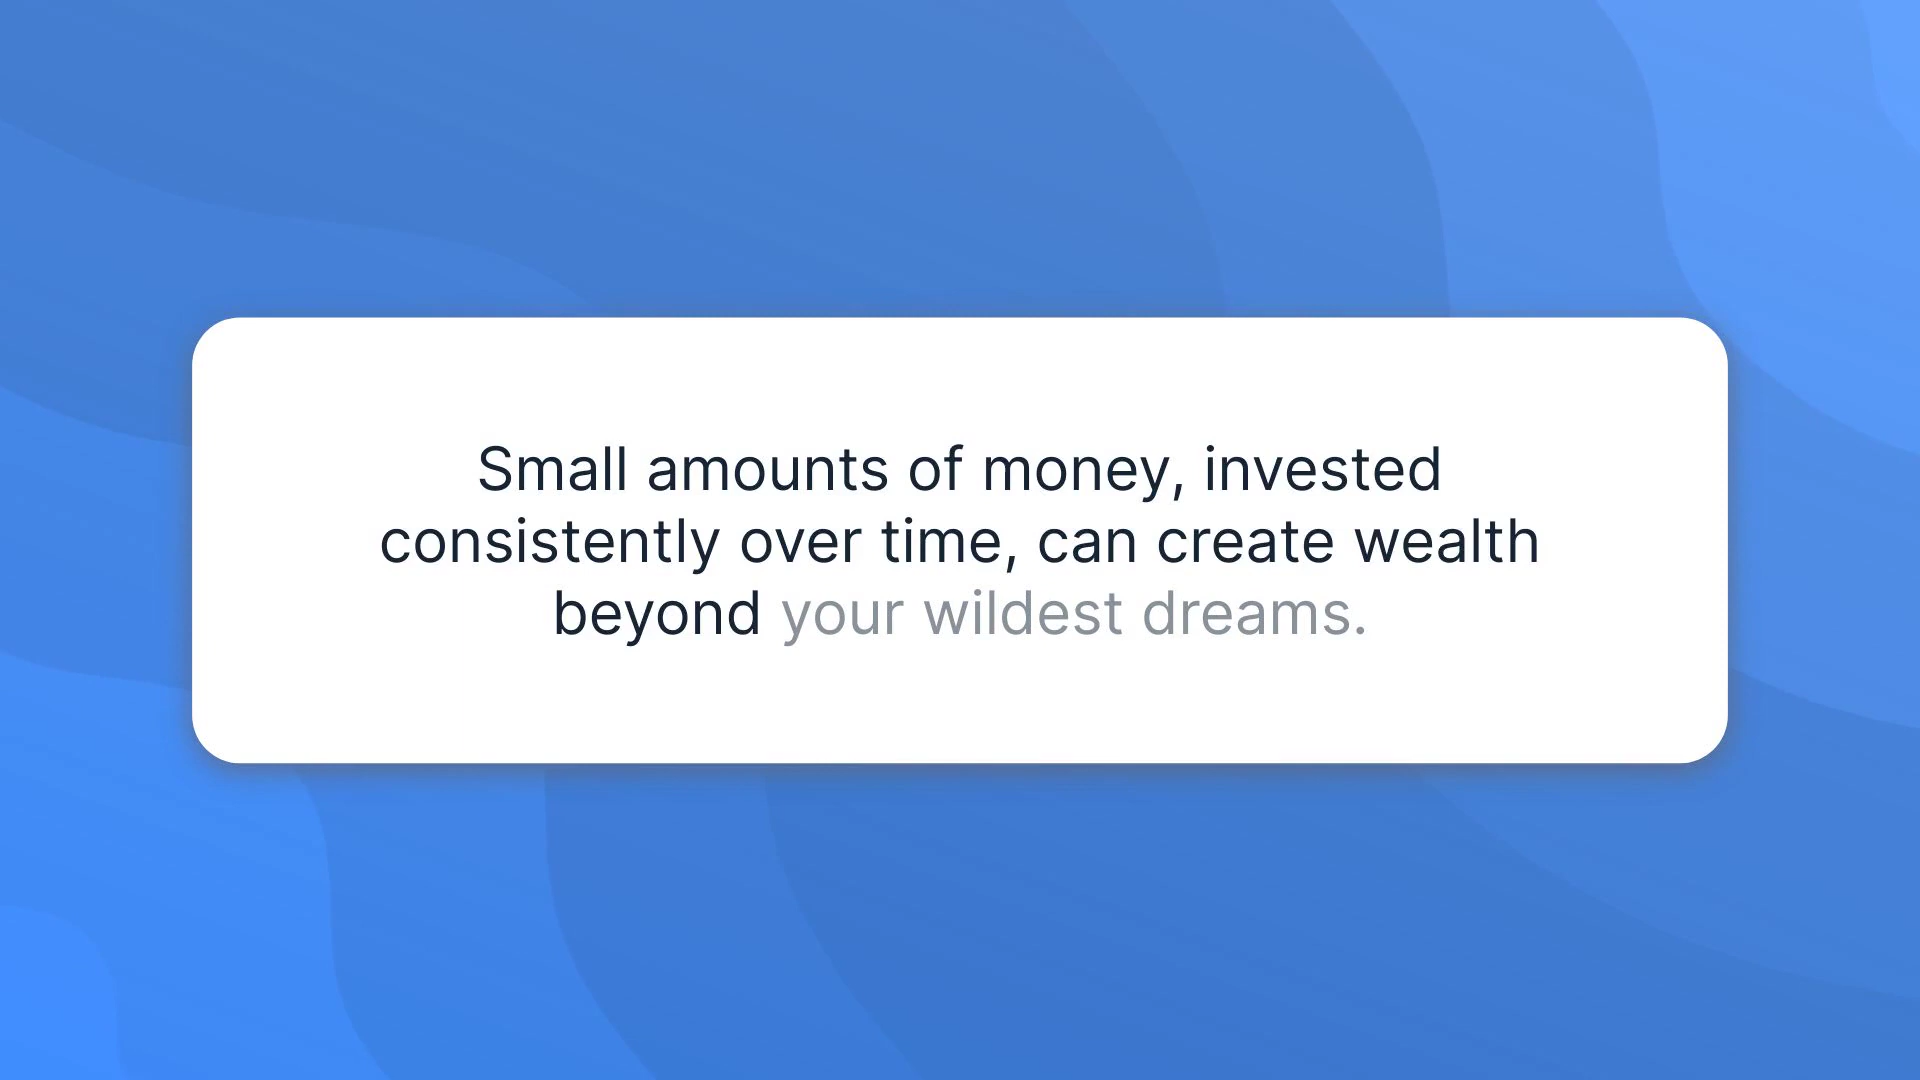 Small amounts of money, invested
consistently over time, can create wealth
beyond your wildest dreams.